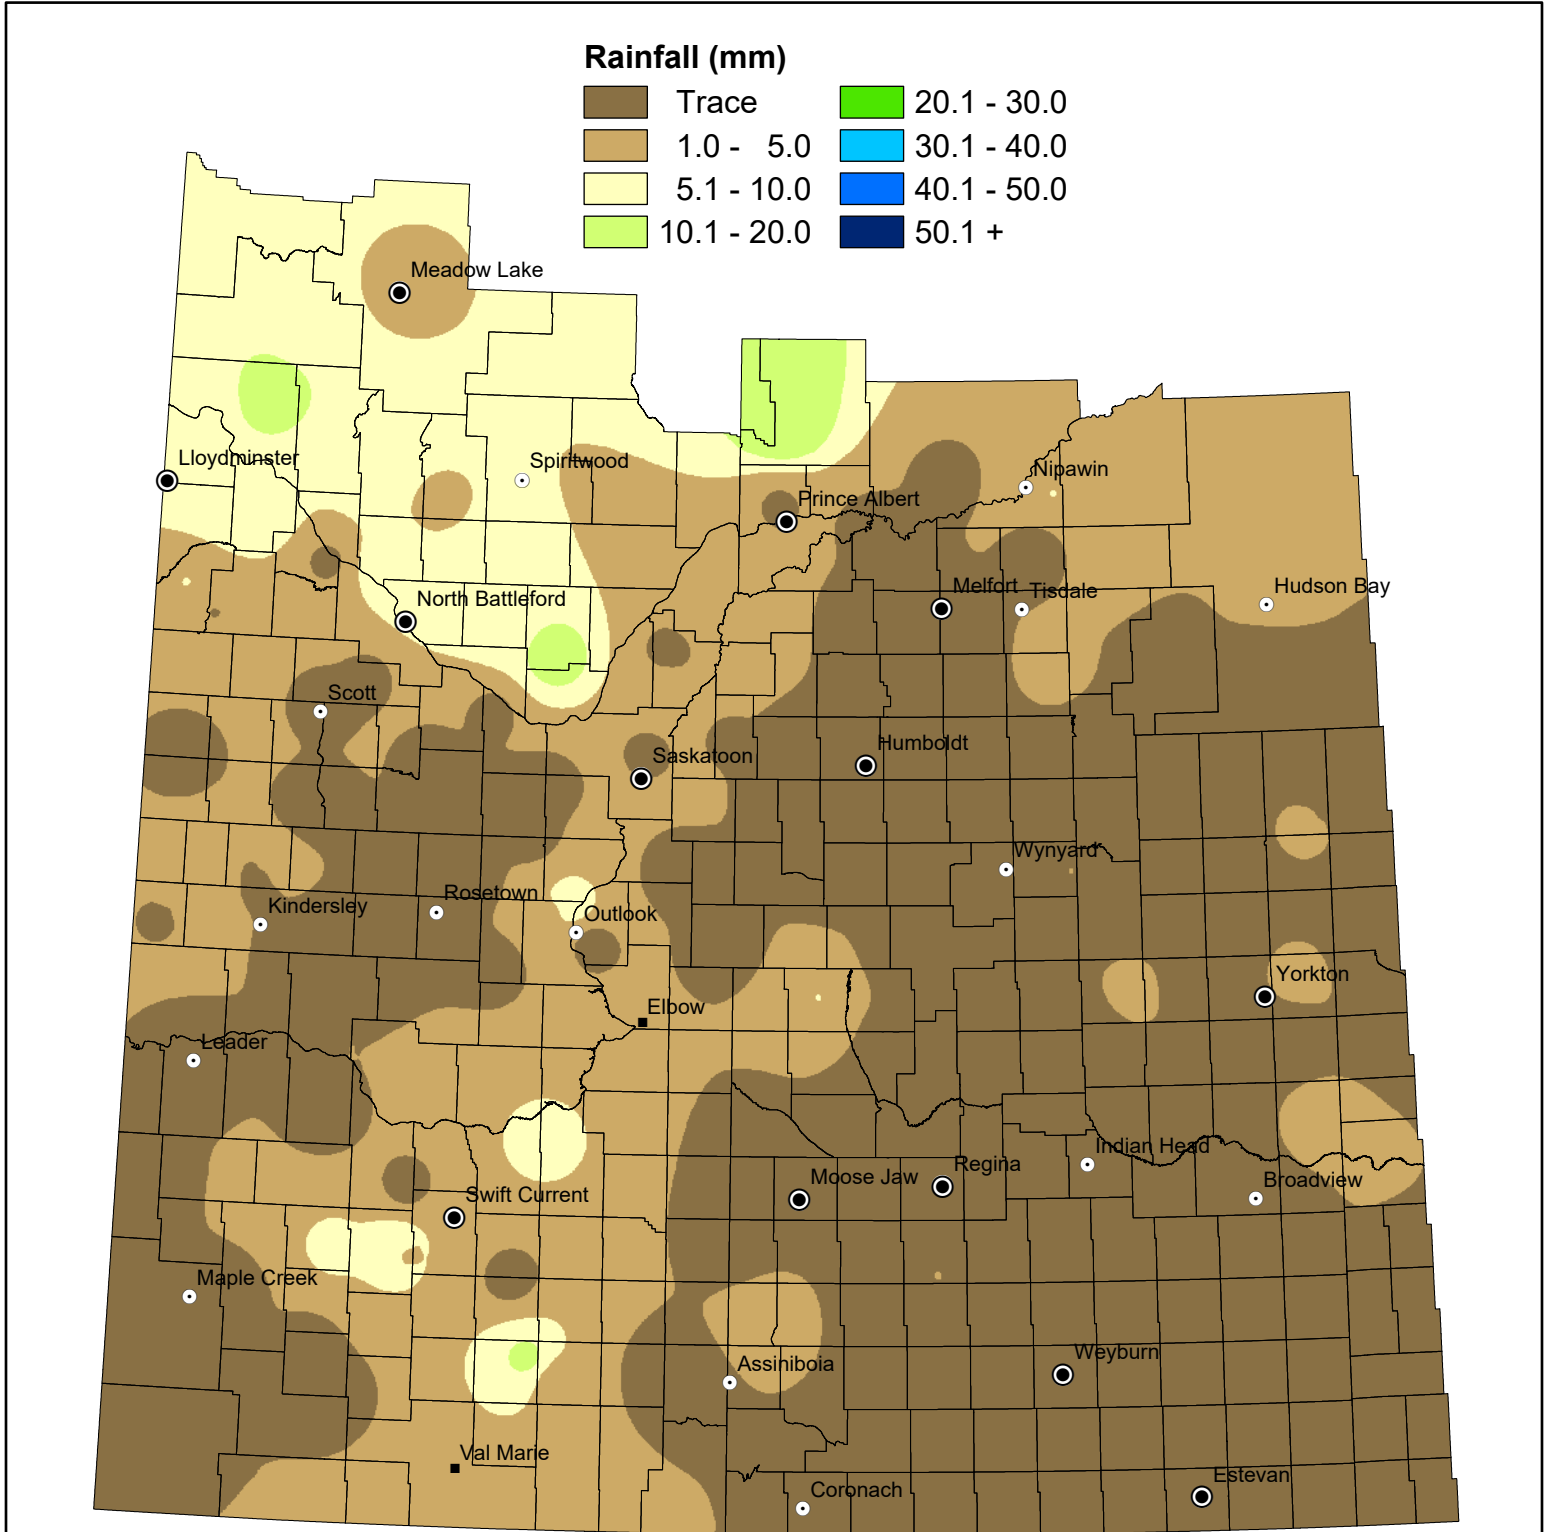 Rainfall (mm)
Trace
20.1 - 30.0
1.0 - 5.0
30.1 - 40.0
5.1 - 10.0
40.1 - 50.0
10.1 - 20.0
50.1 +
Meadow Lake
Lloydminster
Spiritwood
Nipawin
Prince Albert
North Battleford
Melfort
Tisdale
Hudson Bay
Scott
Saskatoon
Humboldt
Wynyard
Kindersley
Rosetown
Outlook
Yorkton
Elbow
Leader
Indian Head
Moose Jaw
Regina
Broadview
Swift Current
Maple Creek
Assiniboia
Weyburn
Val Marie
Estevan
Coronach